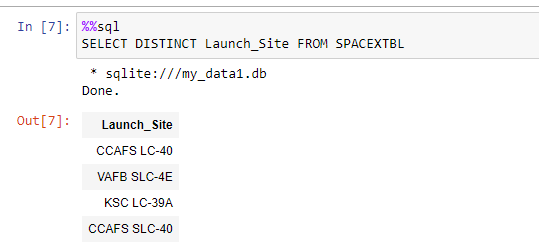 In [7]: %%sql
SELECT DISTINCT Launch_Site FROM SPACEXTBL
* sqlite:///my_data1.db
Done.
Out[7]:
Launch_Site
CCAFS LC-40
VAFB SLC-4E
KSC LC-39A
CCAFS SLC-40